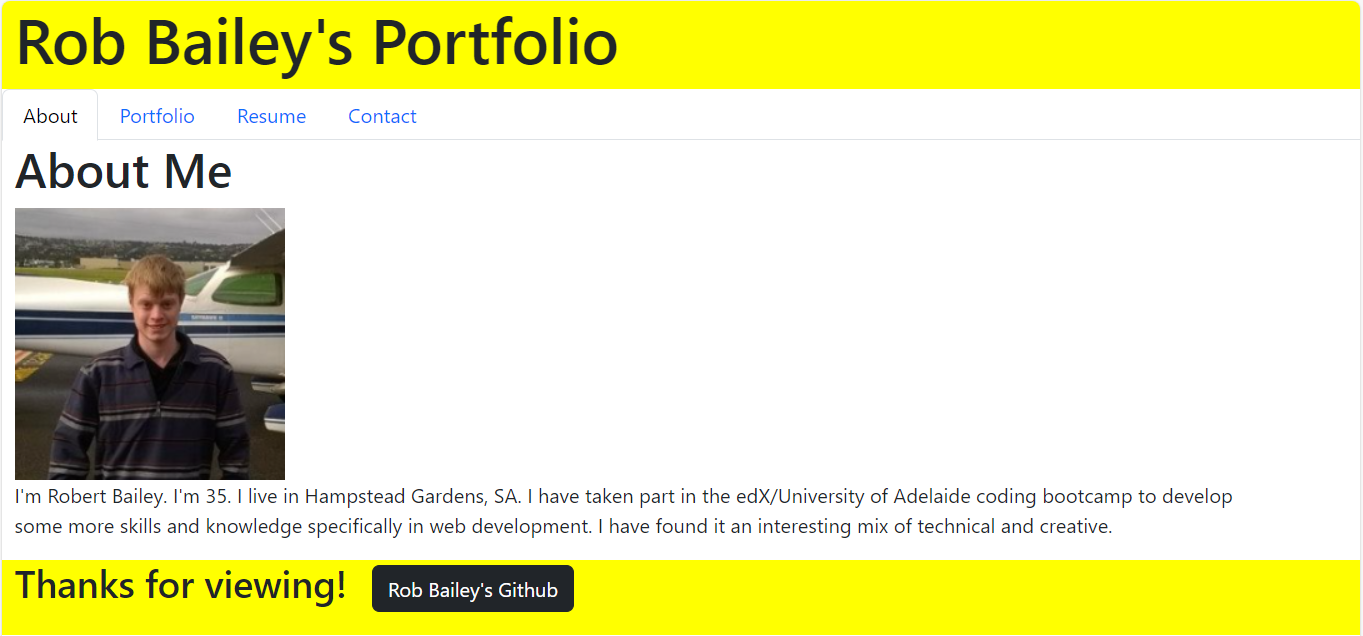 Rob Bailey's Portfolio
About
Portfolio
Resume
Contact
About Me
I'm Robert Bailey. I'm 35. I live in Hampstead Gardens, SA. I have taken part in the edX/University of Adelaide coding bootcamp to develop
some more skills and knowledge specifically in web development. I have found it an interesting mix of technical and creative.
Thanks for viewing!
Rob Bailey's Github